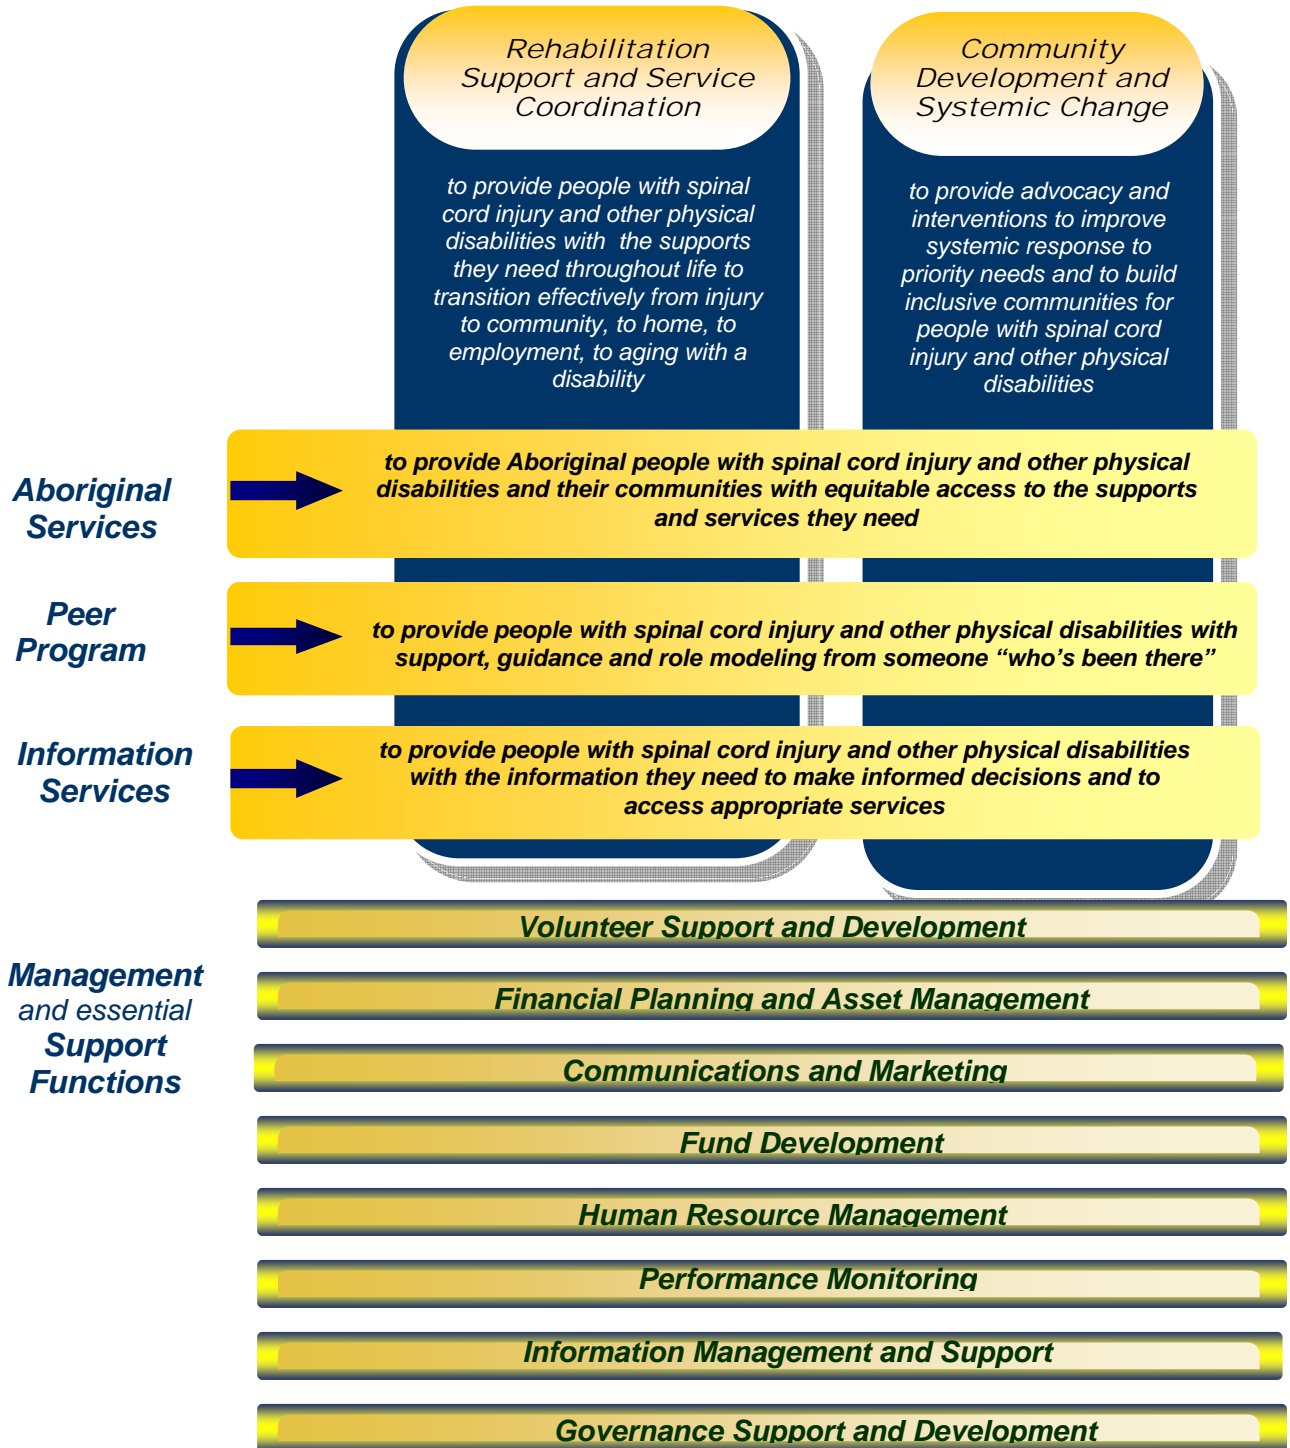 Rehabilitation
Support and Service
Coordination
to provide people with spinal
cord injury and other physical
disabilities with the supports
they need throughout life to
transition effectively from injury
to community, to home, to
employment, to aging with a
disability
Community
Development and
Systemic Change
to provide advocacy and
interventions to improve
systemic response to
priority needs and to build
inclusive communities for
people with spinal cord
injury and other physical
disabilities
Aboriginal
Services
to provide Aboriginal people with spinal cord injury and other physical
disabilities and their communities with equitable access to the supports
and services they need
Peer
Program
to provide people with spinal cord injury and other physical disabilities with
support, guidance and role modeling from someone “who’s been there”
Information
Services
to provide people with spinal cord injury and other physical disabilities
with the information they need to make informed decisions and to
access appropriate services
Management
and essential
Support
Functions
Volunteer Support and Development
Financial Planning and Asset Management
Communications and Marketing
Fund Development
Human Resource Management
Performance Monitoring
Information Management and Support
Governance Support and Development